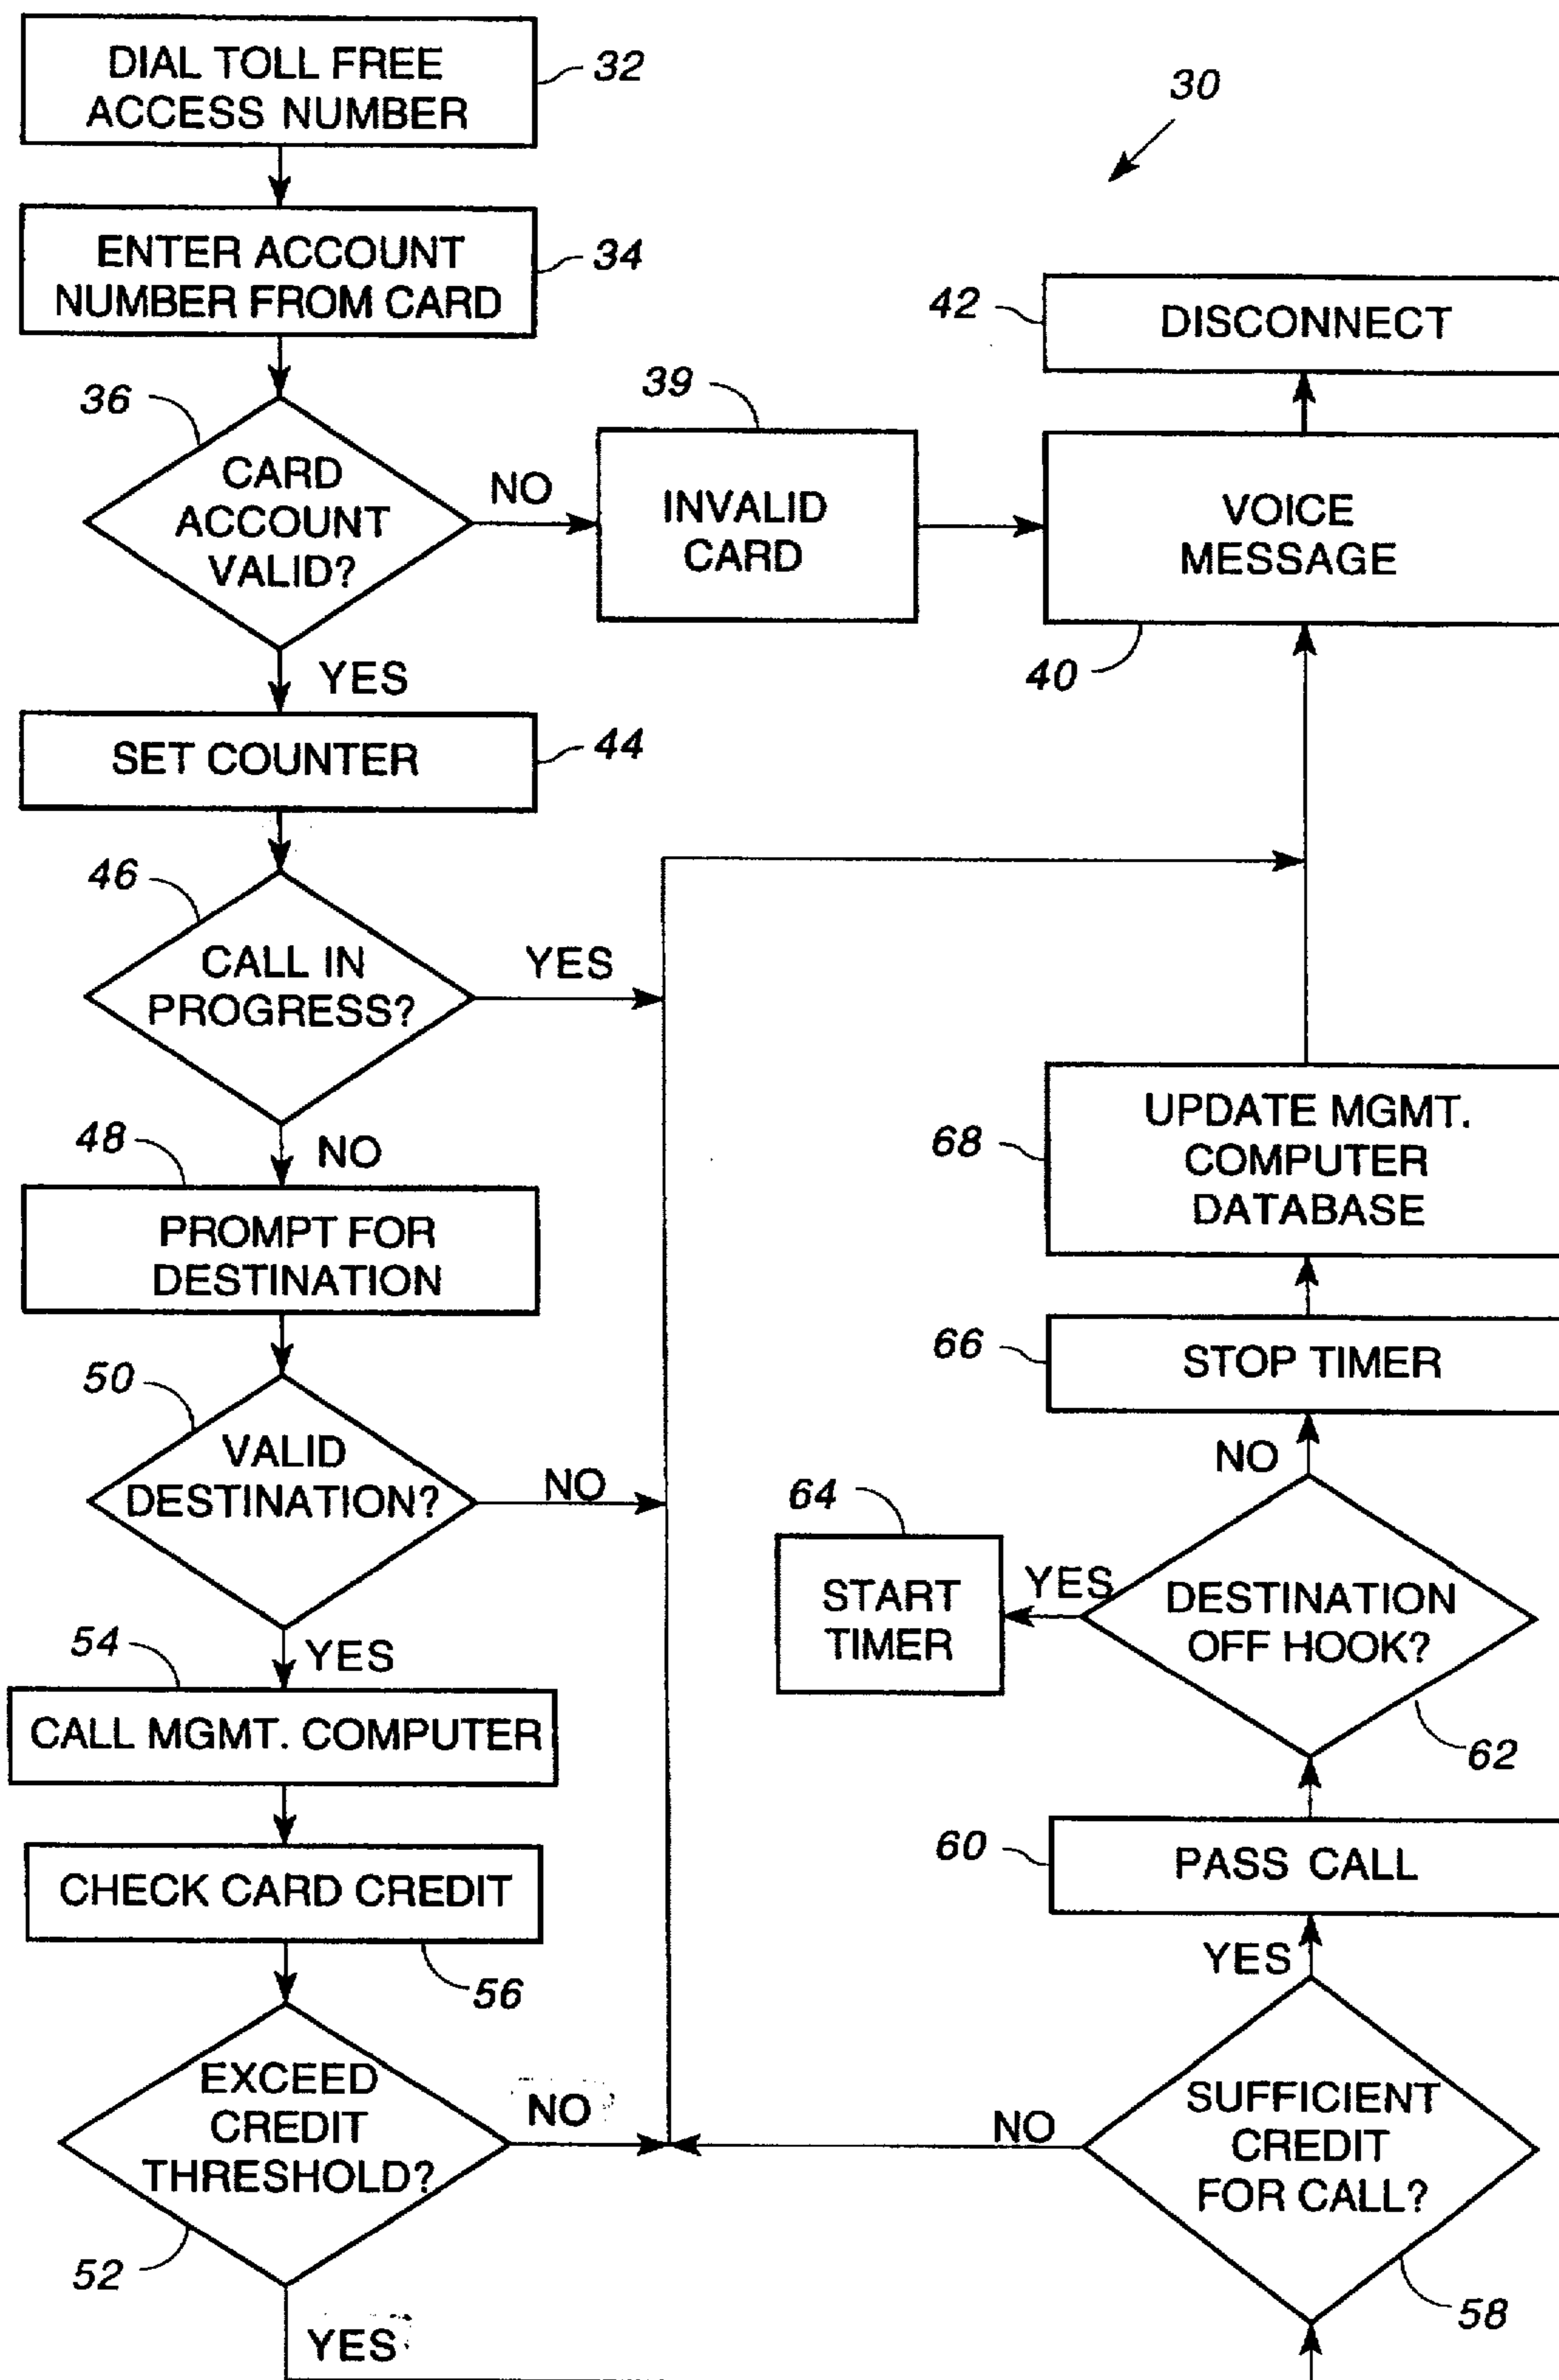 DIAL TOLL FREE
ACCESS NUMBER
32
30
ENTER ACCOUNT
NUMBER FROM CARD
34
42
DISCONNECT
36
CARD
ACCOUNT
VALID?
NO
39
INVALID
CARD
VOICE
MESSAGE
40
YES
SET COUNTER
44
46
CALL IN
PROGRESS?
YES
NO
48
PROMPT FOR
DESTINATION
50
VALID
DESTINATION?
NO
YES
54
CALL MGMT. COMPUTER
CHECK CARD CREDIT
56
EXCEED
CREDIT
THRESHOLD?
NO
52
YES
68
UPDATE MGMT.
COMPUTER
DATABASE
66
STOP TIMER
NO
64
START
TIMER
YES
DESTINATION
OFF HOOK?
62
60
PASS CALL
YES
SUFFICIENT
CREDIT
FOR CALL?
NO
58